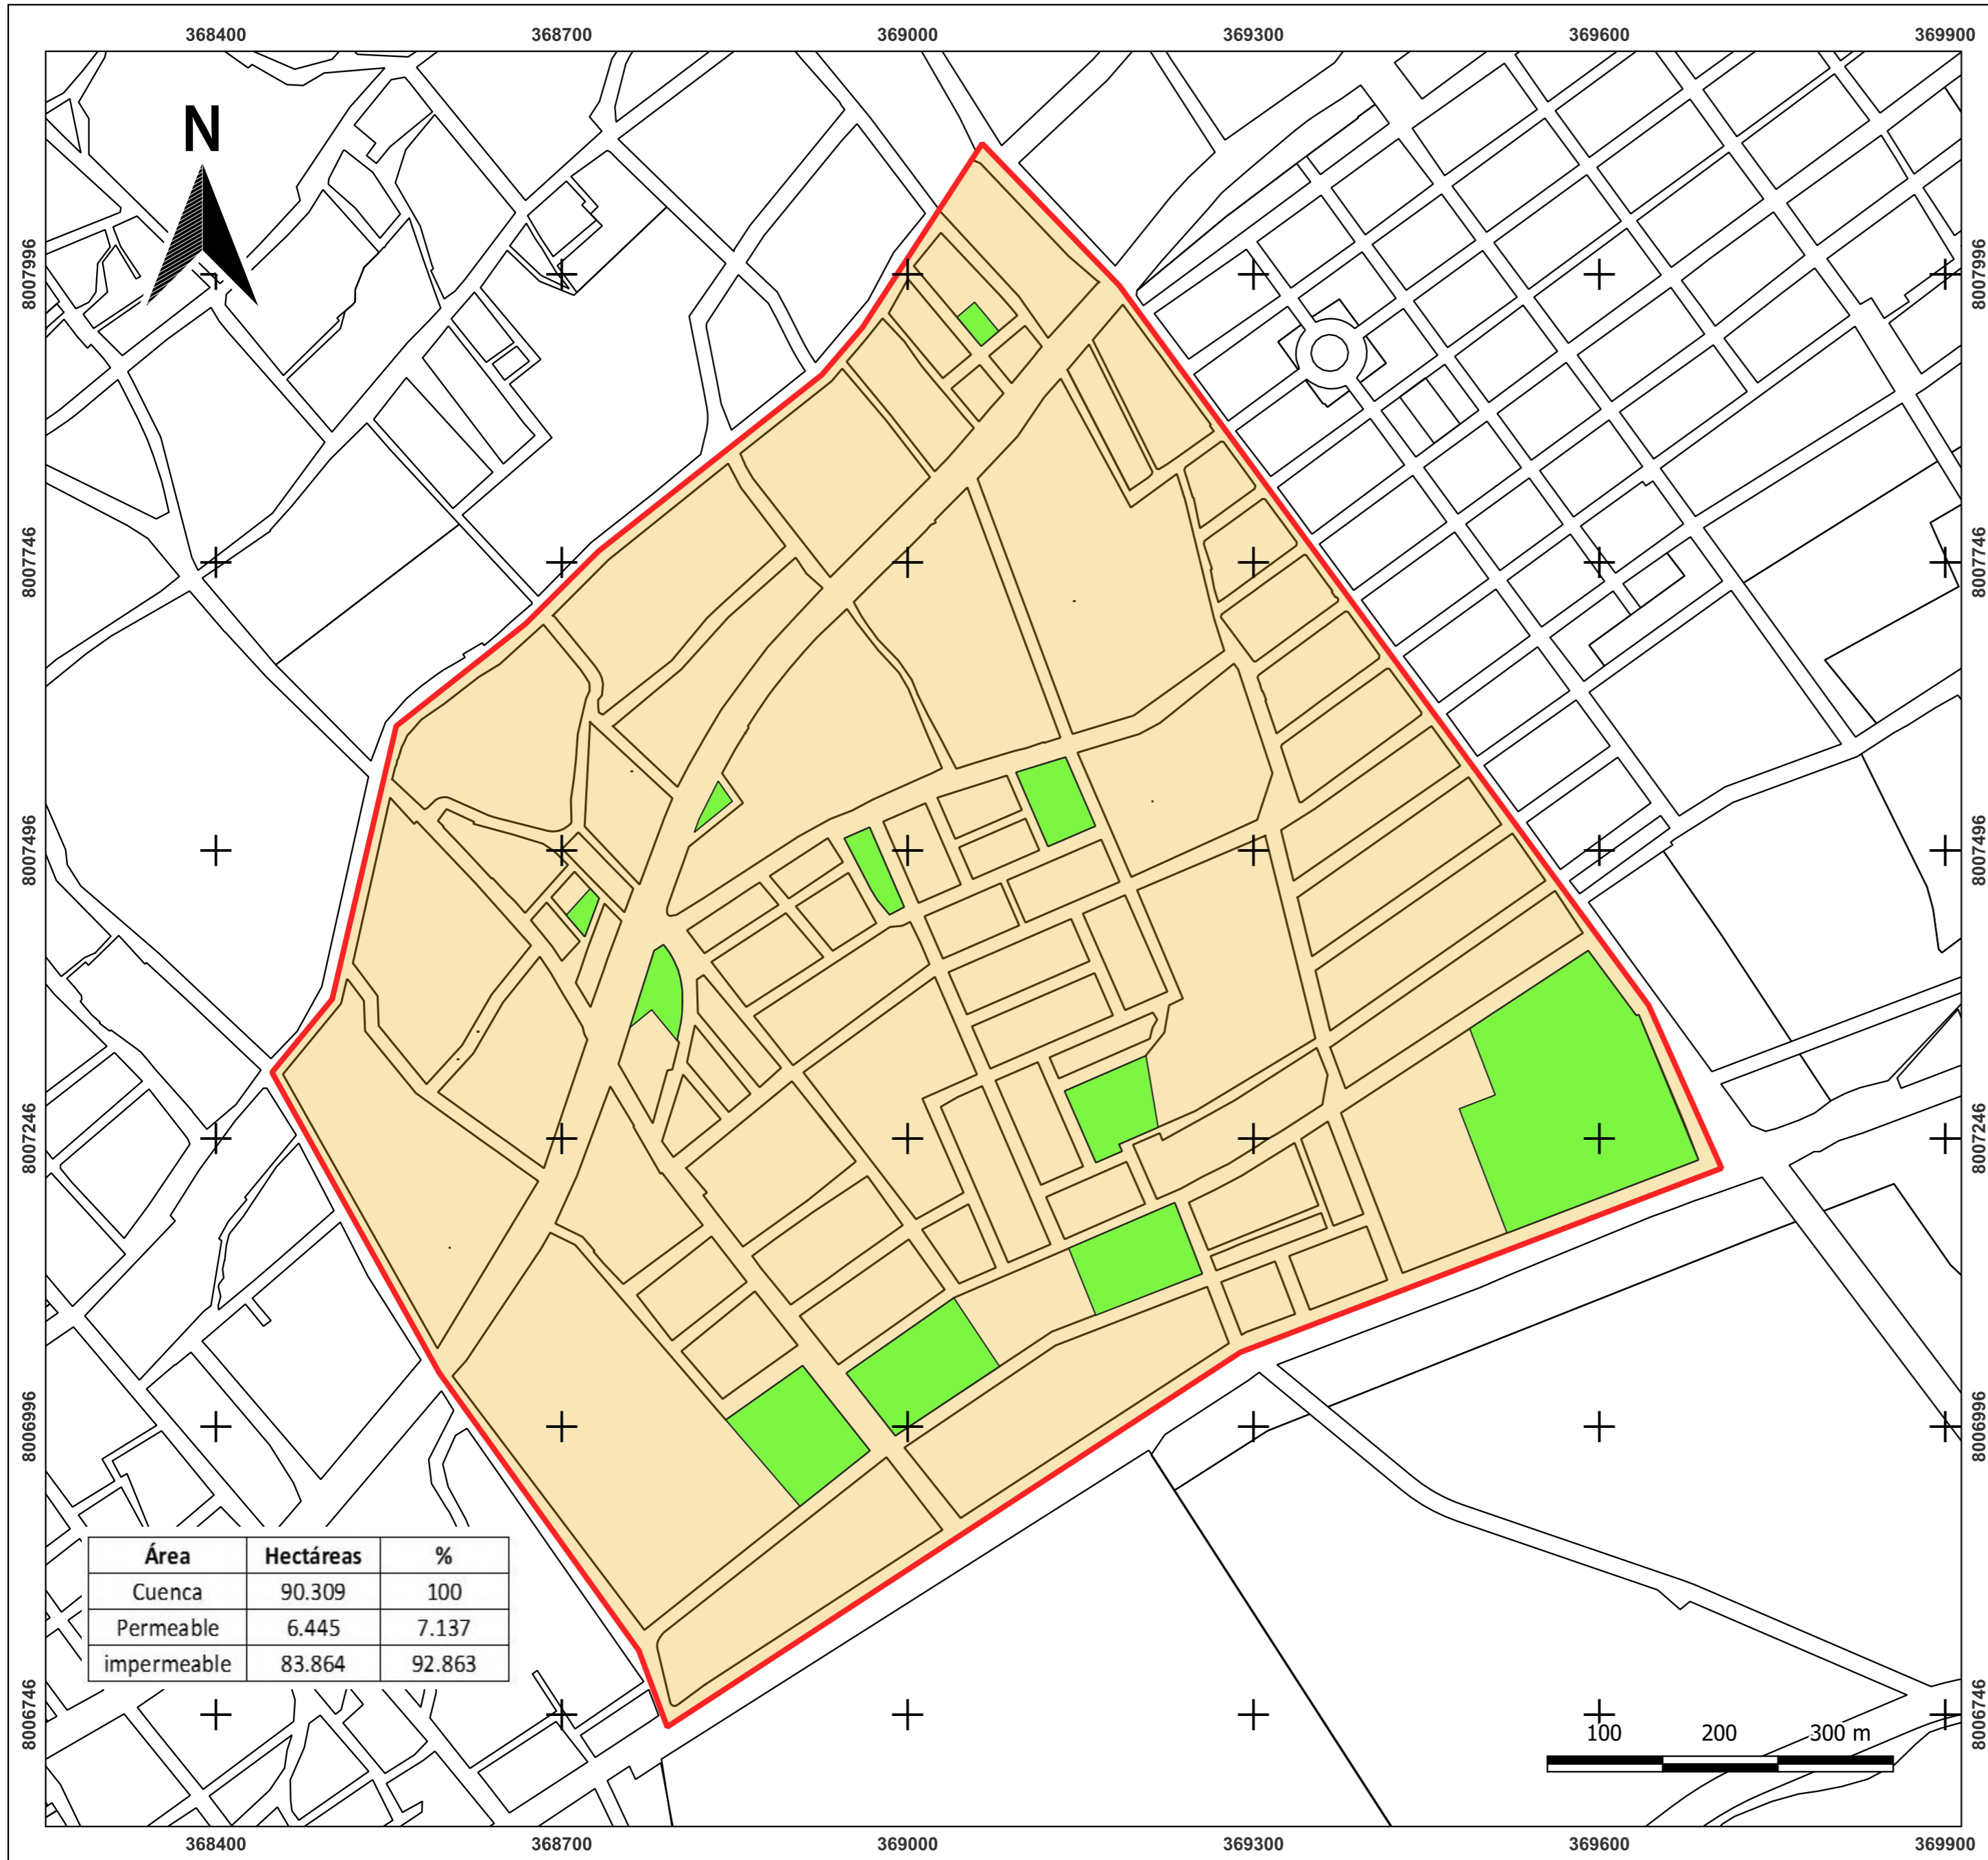 368400 368700 369000 369300 369600 369900
N
8007996 8007996
8007746 8007746
8007496 8007496
8007246 8007246
8006996 8006996
Área Hectáreas %
Cuenca 90.309 100
Permeable 6.445 7.137
impermeable 83.864 92.863
8006746 8006746
100 200 300 m
368400 368700 369000 369300 369600 369900